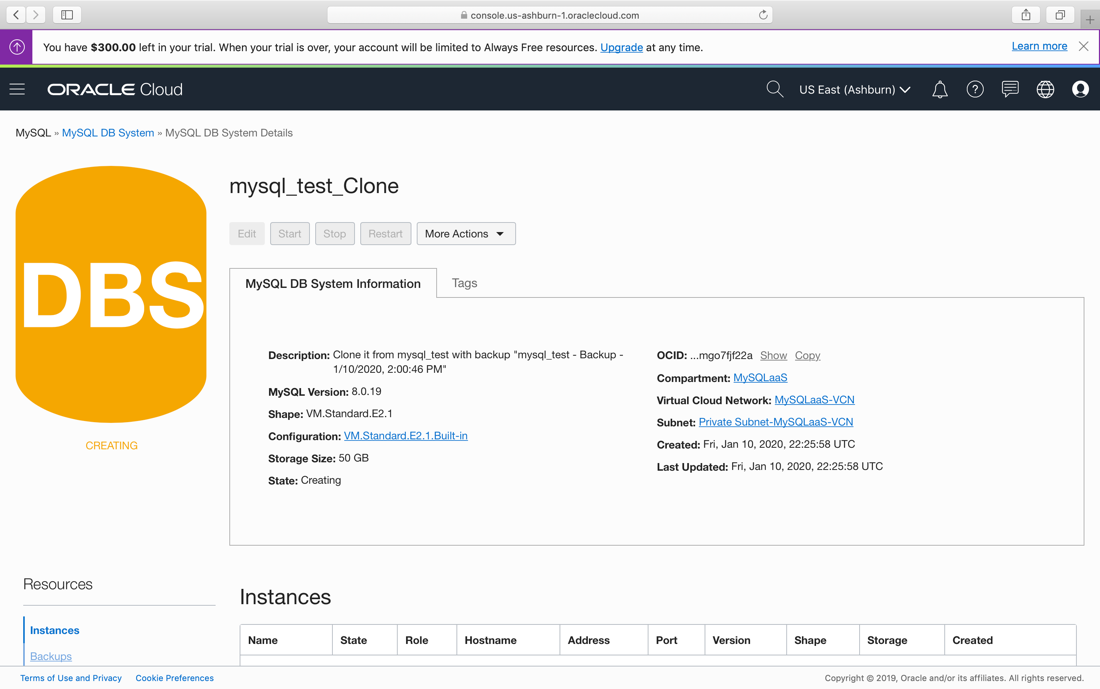 console.us-ashburn-1.oraclecloud.com
You have $300.00 left in your trial. When your trial is over, your account will be limited to Always Free resources. Upgrade at any time.
Learn more
ORACLE Cloud
US East (Ashburn)
MySQL » MySQL DB System » MySQL DB System Details
DBS
CREATING
mysql_test_Clone
Edit
Start
Stop
Restart
More Actions
MySQL DB System Information
Tags
Description: Clone it from mysql_test with backup "mysql_test - Backup -
1/10/2020, 2:00:46 PM"
MySQL Version: 8.0.19
Shape: VM.Standard.E2.1
Configuration: VM.Standard.E2.1.Built-in
Storage Size: 50 GB
State: Creating
OCID: ...mgo7fjf22a Show Copy
Compartment: MySQLaaS
Virtual Cloud Network: MySQLaaS-VCN
Subnet: Private Subnet-MySQLaaS-VCN
Created: Fri, Jan 10, 2020, 22:25:58 UTC
Last Updated: Fri, Jan 10, 2020, 22:25:58 UTC
Resources
Instances
Backups
Instances
Name State Role Hostname Address Port Version Shape Storage Created
Terms of Use and Privacy Cookie Preferences
Copyright © 2019, Oracle and/or its affiliates. All rights reserved.